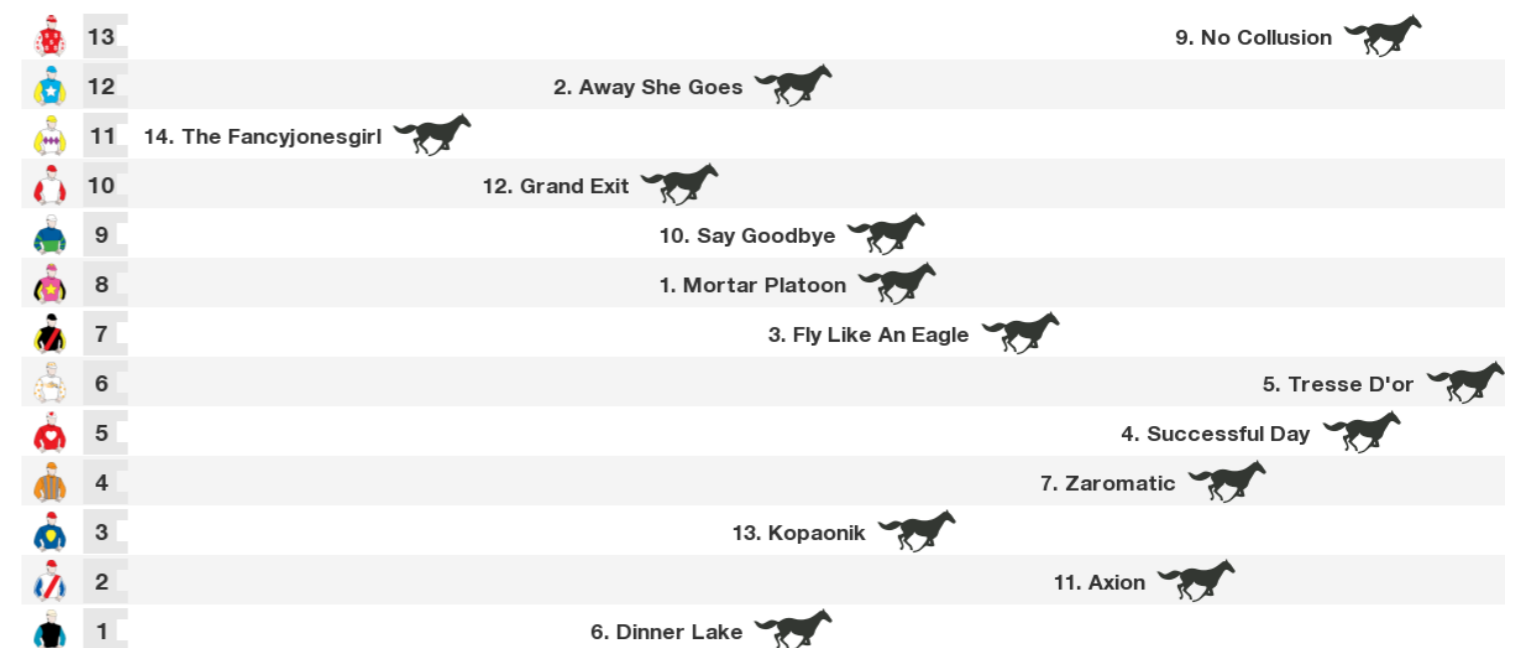 13 9. No Collusion
12 2. Away She Goes
11 14. The Fancyjonesgirl
10 12. Grand Exit
9 10. Say Goodbye
8 1. Mortar Platoon
7 3. Fly Like An Eagle
6 5. Tresse D'or
5 4. Successful Day
4 7. Zaromatic
3 13. Kopaonik
2 11. Axion
1 6. Dinner Lake